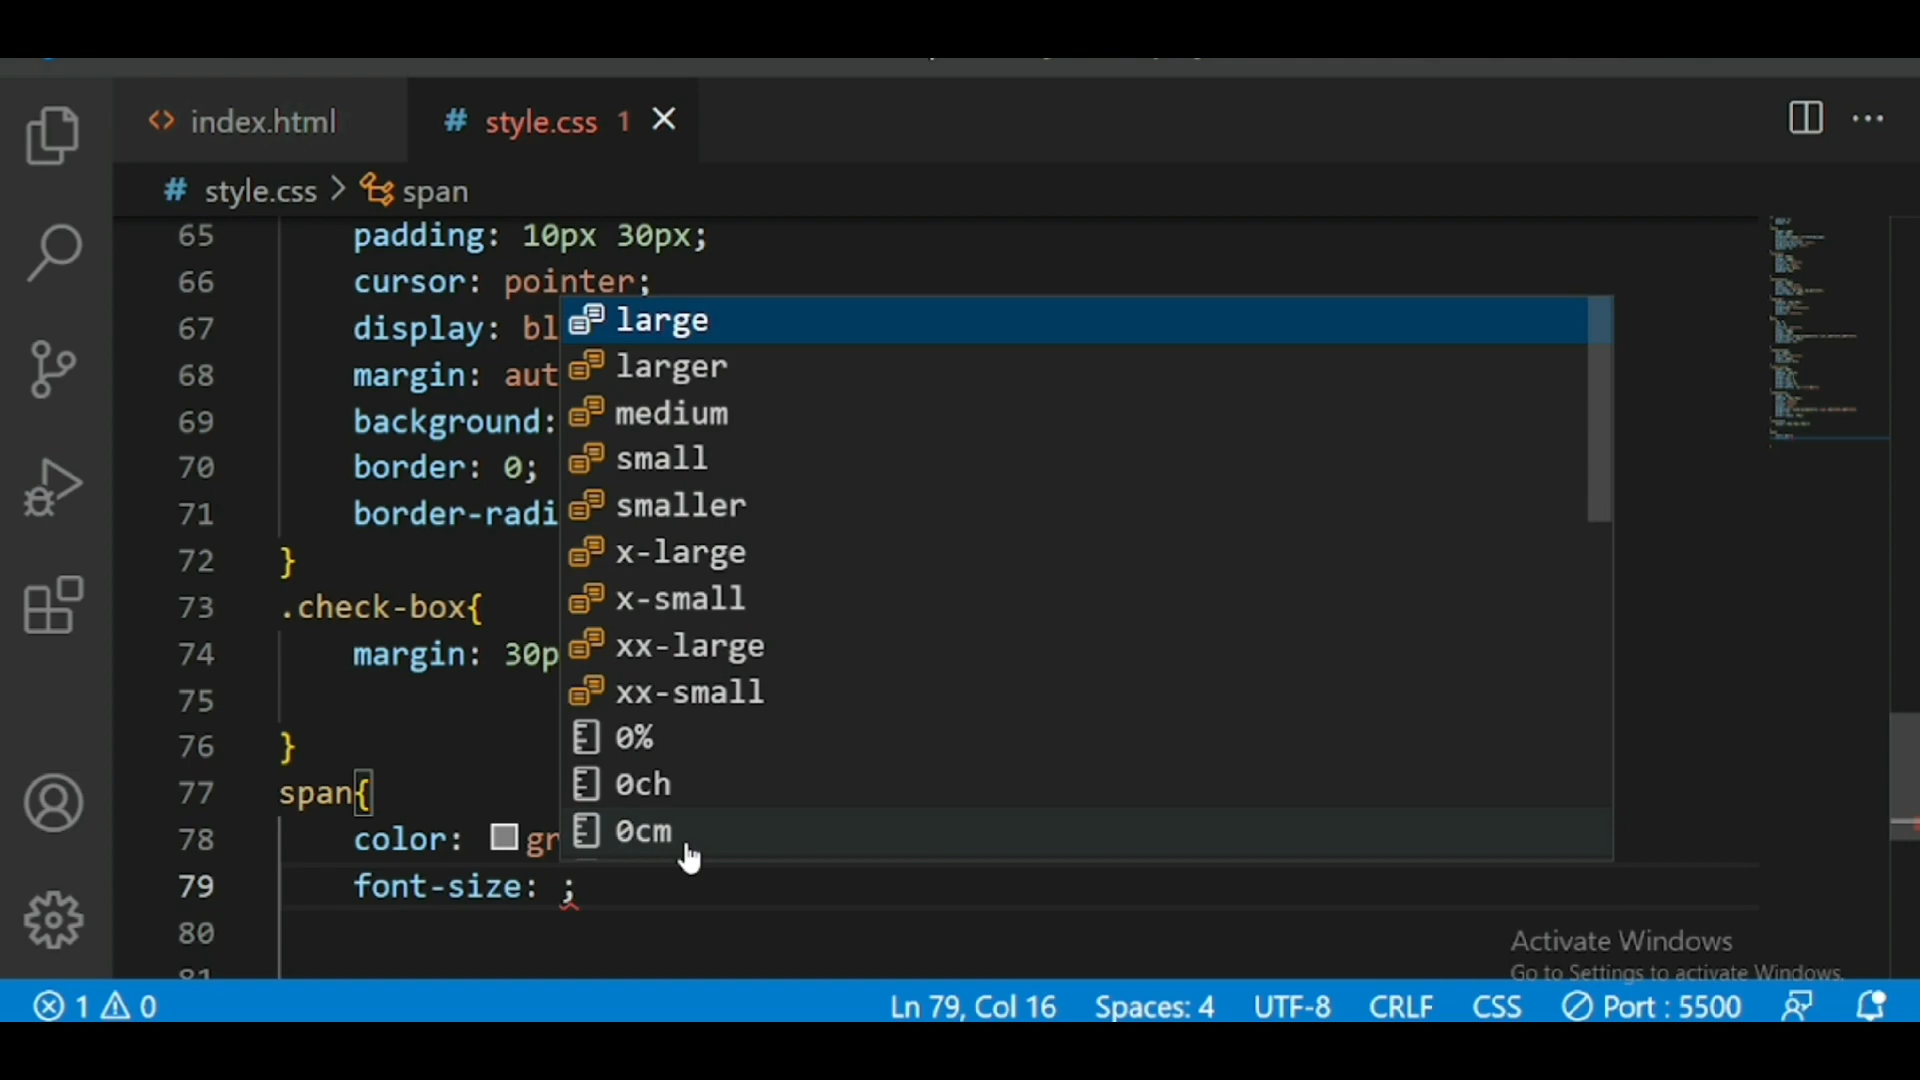 index.html
style.css 1
# style.css > span
65 padding: 10px 30px;
66 cursor: pointer;
67 display: bl
68 margin: aut
69 background:
70 border: 0;
71 border-radi
72 }
73 .check-box{
74 margin: 30p
75
76 }
77 span{
78 color: gr
79 font-size: ;
80
81
large
larger
medium
small
smaller
x-large
x-small
xx-large
xx-small
0%
0ch
0cm
Activate Windows
Go to Settings to activate Windows.
1 0 Ln 79, Col 16 Spaces: 4 UTF-8 CRLF CSS Port : 5500